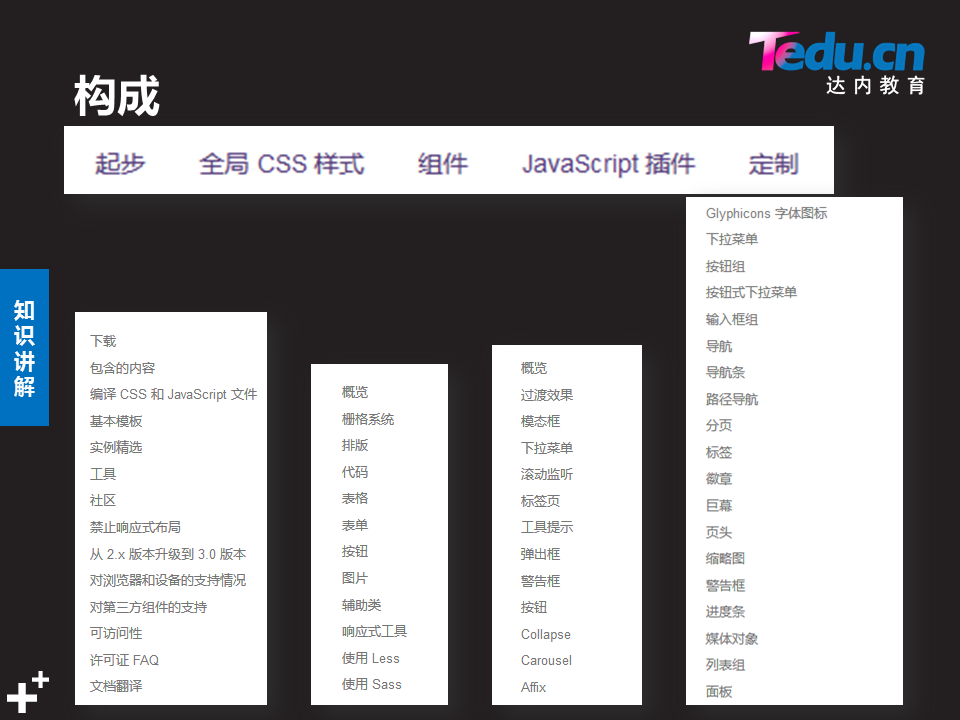 Tedu.cn
达内教育
构成
起步 全局 CSS 样式 组件 JavaScript 插件 定制
知识讲解
下载
包含的内容
编译 CSS 和 JavaScript 文件
基本模板
实例精选
工具
社区
禁止响应式布局
从 2.x 版本升级到 3.0 版本
对浏览器和设备的支持情况
对第三方组件的支持
可访问性
许可证 FAQ
文档翻译
概览
栅格系统
排版
代码
表格
表单
按钮
图片
辅助类
响应式工具
使用 Less
使用 Sass
概览
过渡效果
模态框
下拉菜单
滚动监听
标签页
工具提示
弹出框
警告框
按钮
Collapse
Carousel
Affix
Glyphicons 字体图标
下拉菜单
按钮组
按钮式下拉菜单
输入框组
导航
导航条
路径导航
分页
标签
徽章
巨幕
页头
缩略图
警告框
进度条
媒体对象
列表组
面板